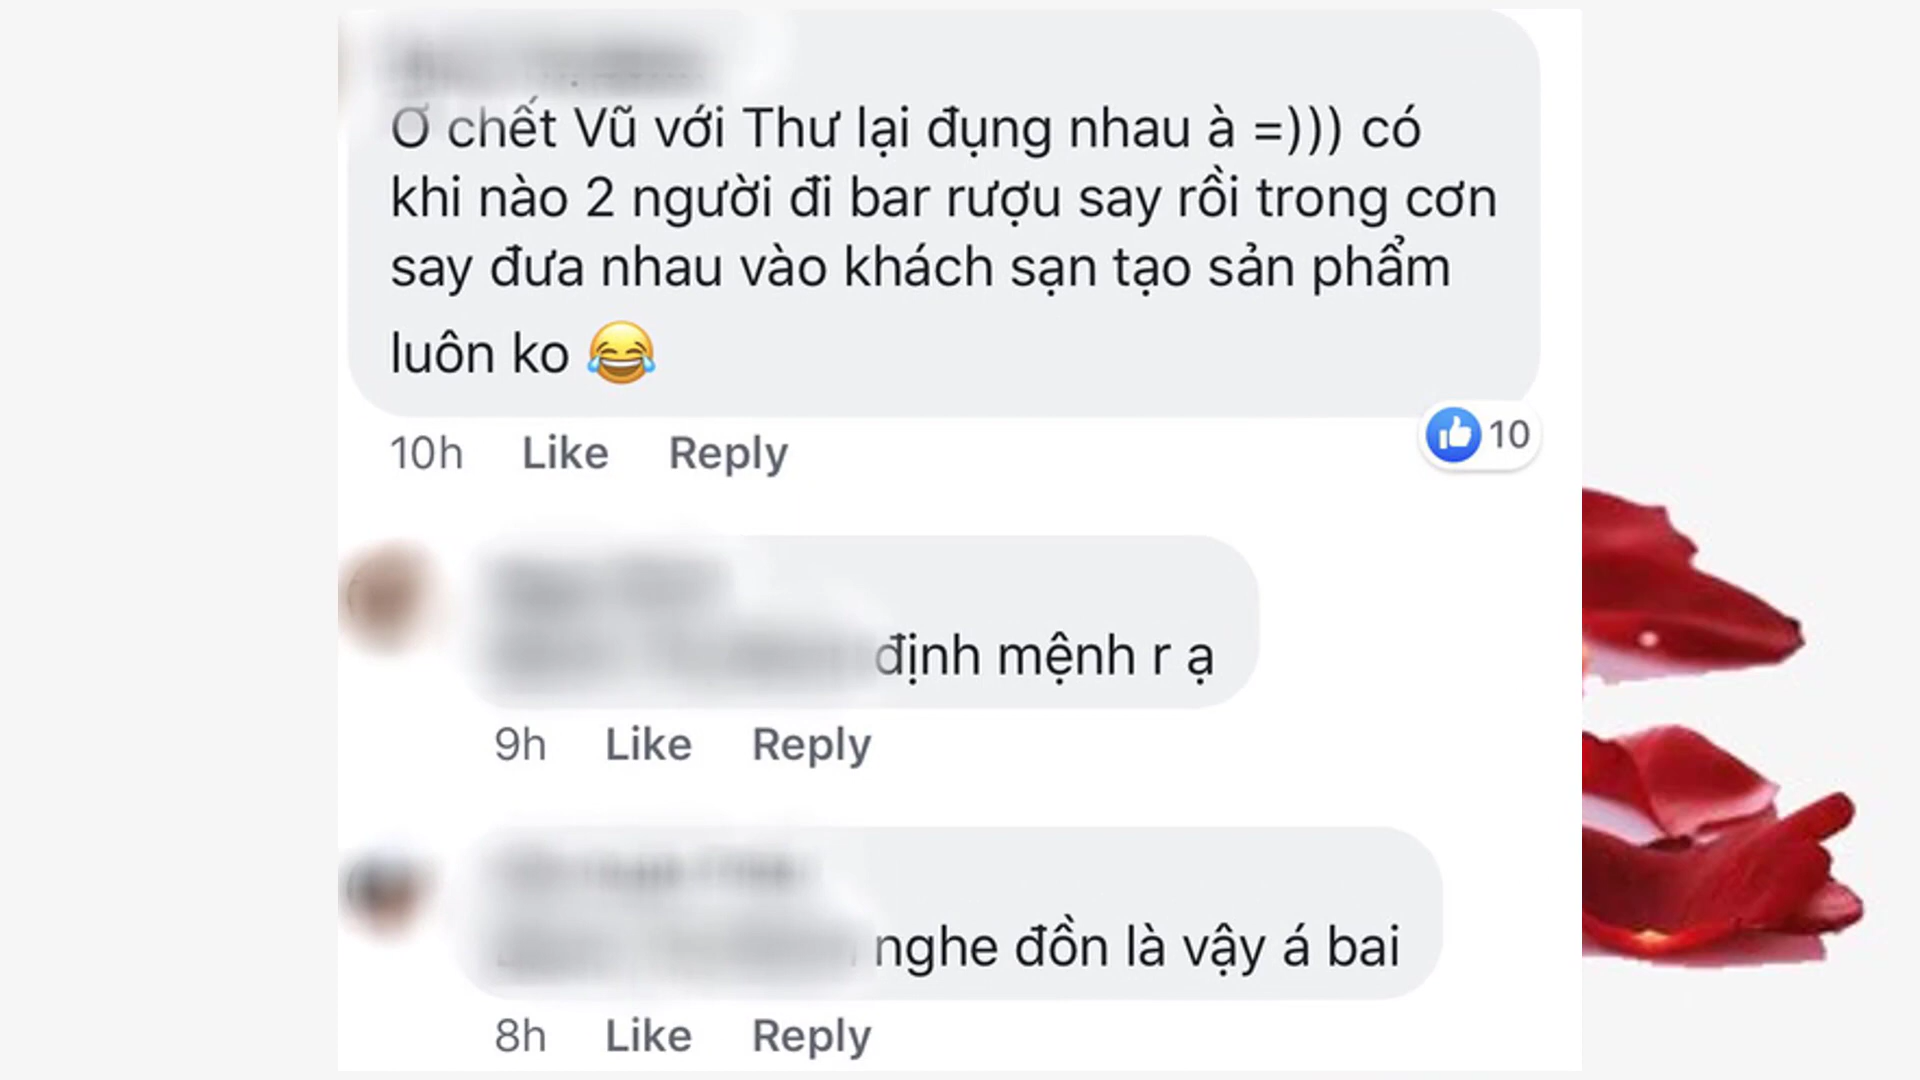 Ơ chết Vũ với Thư lại đụng nhau à =))) có
khi nào 2 người đi bar rượu say rồi trong cơn
say đưa nhau vào khách sạn tạo sản phẩm
luôn ko 😂
10h Like Reply 10
định mệnh r ạ
9h Like Reply
nghe đồn là vậy á bai
8h Like Reply